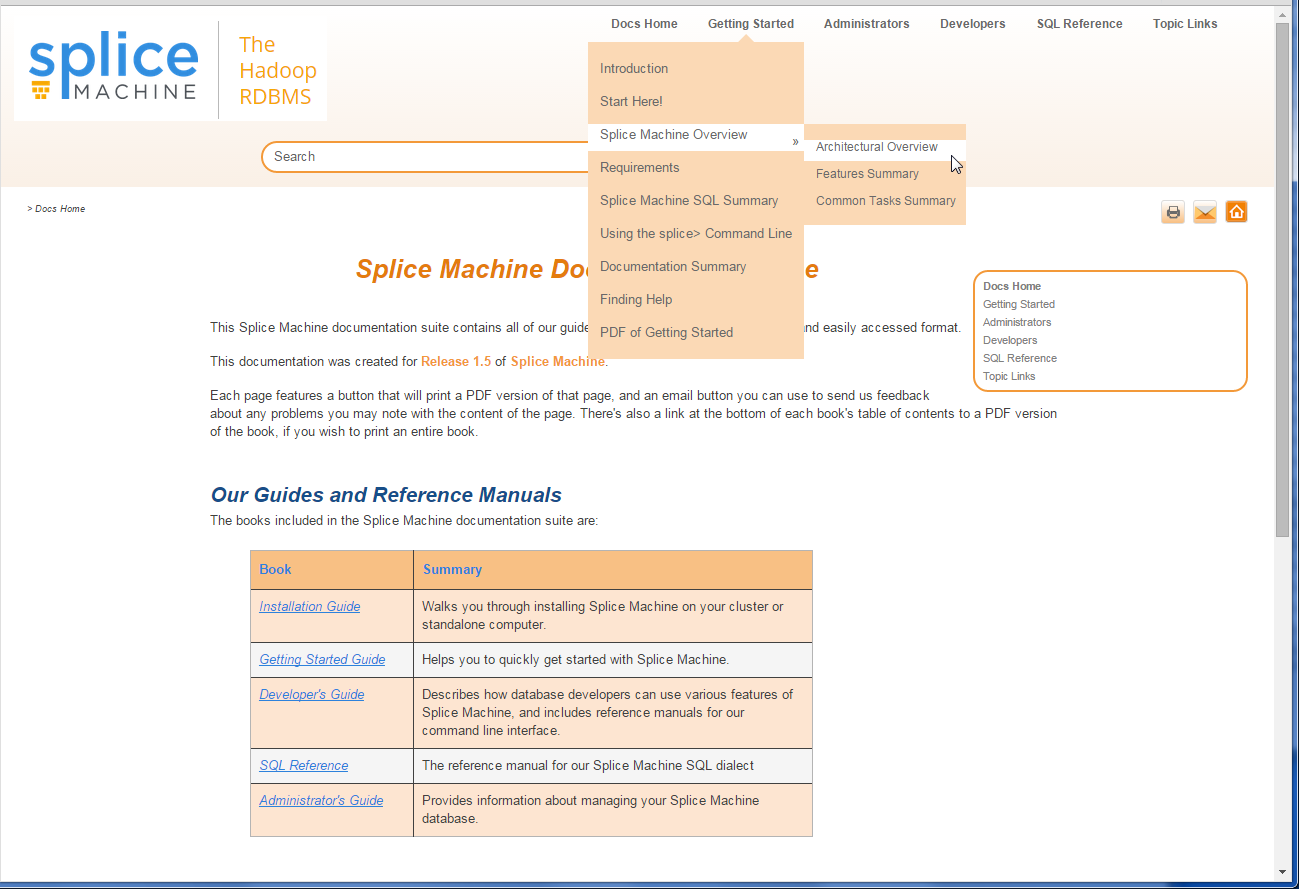 Docs Home Getting Started Administrators Developers SQL Reference Topic Links
splice
MACHINE
The
Hadoop
RDBMS
Search
Introduction
Start Here!
Splice Machine Overview »
Requirements
Splice Machine SQL Summary
Using the splice> Command Line
Documentation Summary
Finding Help
PDF of Getting Started
Architectural Overview
Features Summary
Common Tasks Summary
> Docs Home
Splice Machine Do
This Splice Machine documentation suite contains all of our guide nd easily accessed format.
This documentation was created for Release 1.5 of Splice Machine.
Each page features a button that will print a PDF version of that page, and an email button you can use to send us feedback
about any problems you may note with the content of the page. There's also a link at the bottom of each book's table of contents to a PDF version
of the book, if you wish to print an entire book.
Docs Home
Getting Started
Administrators
Developers
SQL Reference
Topic Links
Our Guides and Reference Manuals
The books included in the Splice Machine documentation suite are:
Book Summary
Installation Guide Walks you through installing Splice Machine on your cluster or
standalone computer.
Getting Started Guide Helps you to quickly get started with Splice Machine.
Developer's Guide Describes how database developers can use various features of
Splice Machine, and includes reference manuals for our
command line interface.
SQL Reference The reference manual for our Splice Machine SQL dialect
Administrator's Guide Provides information about managing your Splice Machine
database.